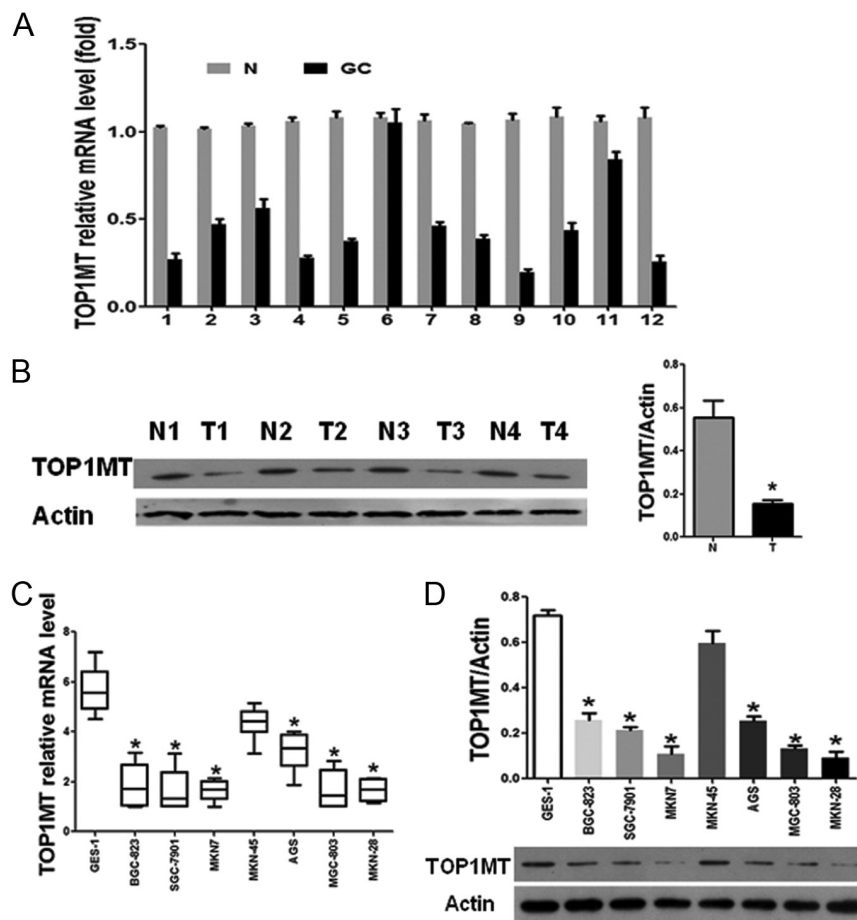 A
TOP1MT relative mRNA level (fold)
1.5
1.0
0.5
0.0
N GC
1 2 3 4 5 6 7 8 9 10 11 12
B
N1 T1 N2 T2 N3 T3 N4 T4
TOP1MT
Actin
TOP1MT/Actin
0.8
0.6
0.4
0.2
0.0
*
N T
C
TOP1MT relative mRNA level
8
6
4
2
0
* * * * * *
GES-1 BGC-823 SGC-7901 MKN7 MKN-45 AGS MGC-803 MKN-28
D
TOP1MT/Actin
0.8
0.6
0.4
0.2
0.0
* * * * * *
GES-1 BGC-823 SGC-7901 MKN7 MKN-45 AGS MGC-803 MKN-28
TOP1MT
Actin